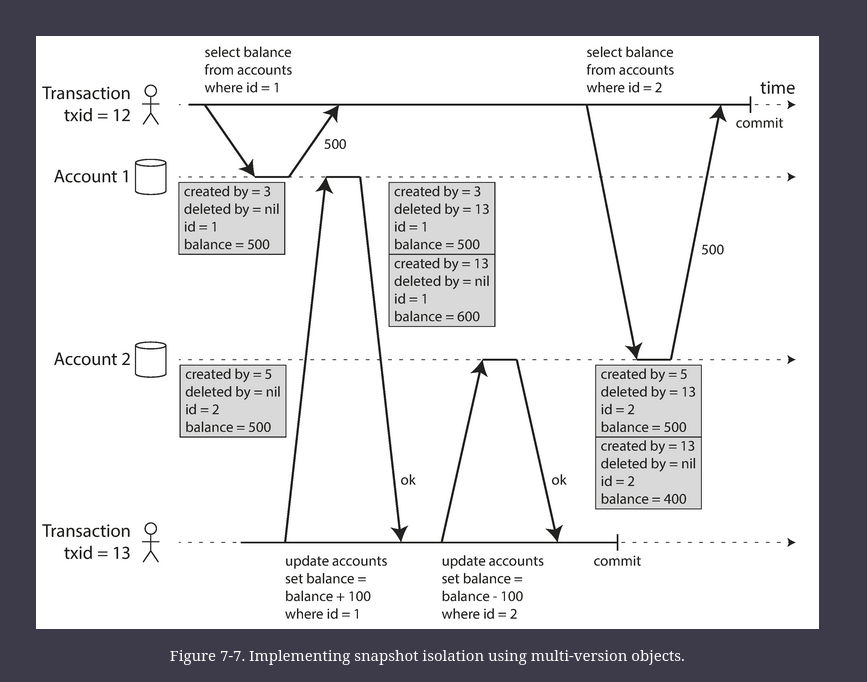 select balance
from accounts
where id = 1
select balance
from accounts
where id = 2
Transaction
txid = 12
time
commit
500
Account 1
created by = 3
deleted by = nil
id = 1
balance = 500
created by = 3
deleted by = 13
id = 1
balance = 500
created by = 13
deleted by = nil
id = 1
balance = 600
500
Account 2
created by = 5
deleted by = nil
id = 2
balance = 500
created by = 5
deleted by = 13
id = 2
balance = 500
created by = 13
deleted by = nil
id = 2
balance = 400
ok
ok
Transaction
txid = 13
update accounts
set balance =
balance + 100
where id = 1
update accounts
set balance =
balance - 100
where id = 2
commit
Figure 7-7. Implementing snapshot isolation using multi-version objects.